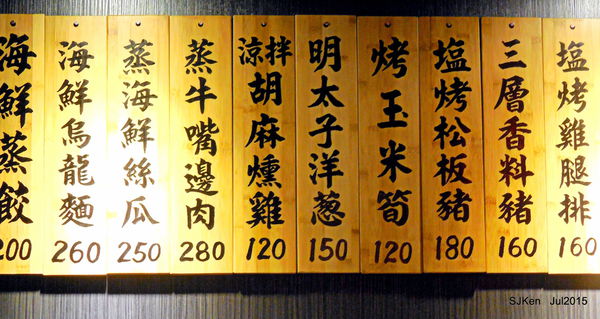 海鮮蒸餃
200
海鮮烏龍麵
260
蒸海鮮絲瓜
250
蒸牛嘴邊肉
280
涼拌胡麻燻雞
120
明太子洋蔥
150
烤玉米筍
120
塩烤松板豬
180
三層香料豬
160
塩烤雞腿排
160
SJKen Jul2015